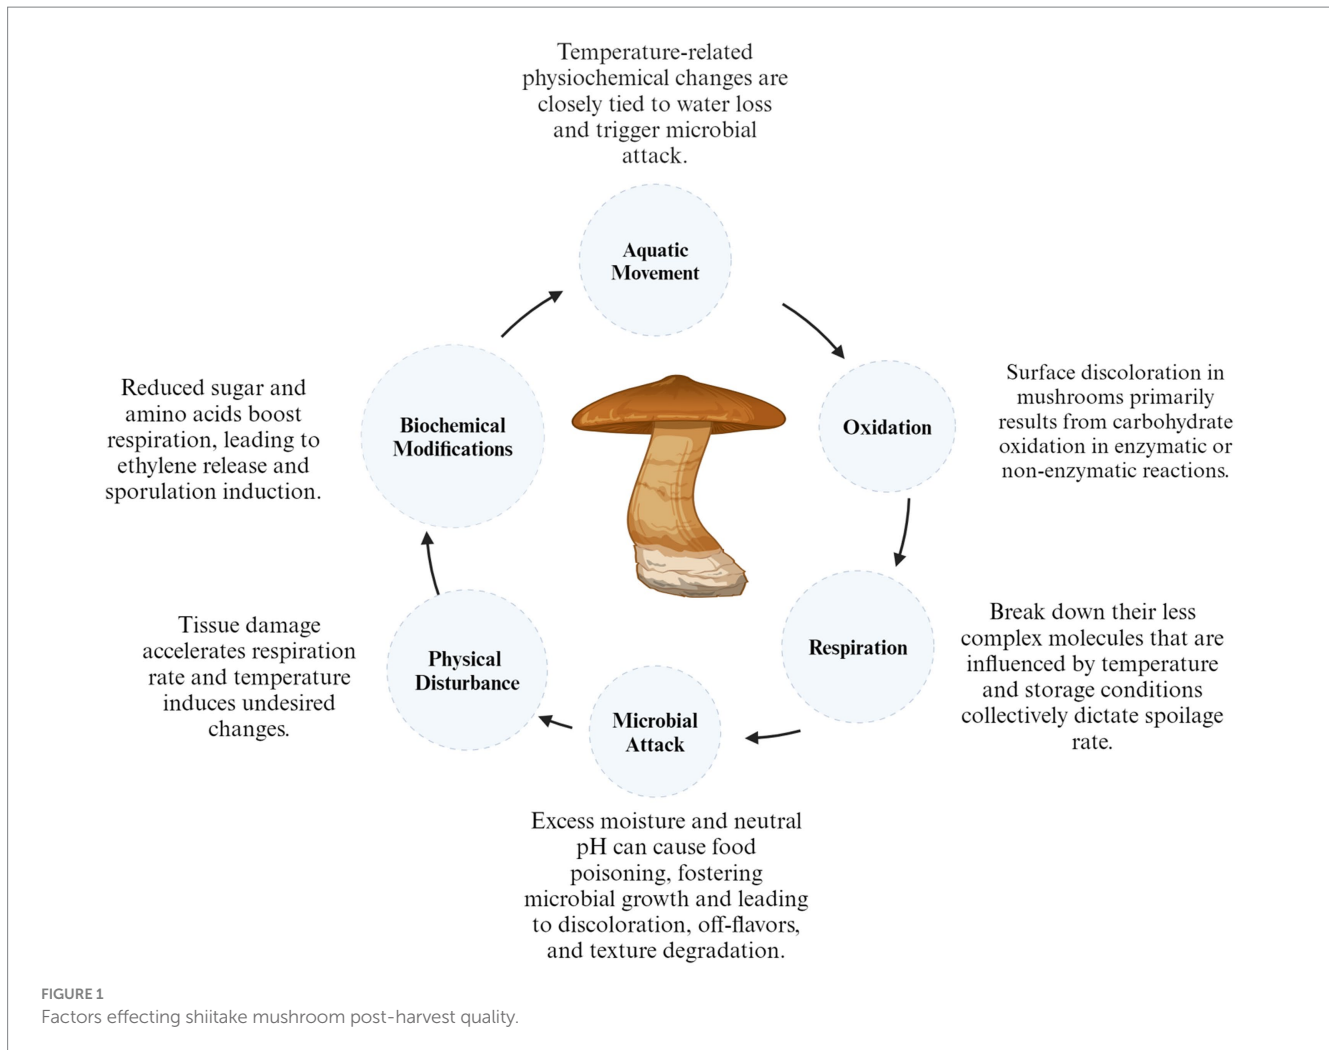 Temperature-related
physiochemical changes are
closely tied to water loss
and trigger microbial
attack.
Aquatic
Movement
Oxidation
Surface discoloration in
mushrooms primarily
results from carbohydrate
oxidation in enzymatic or
non-enzymatic reactions.
Respiration
Break down their less
complex molecules that are
influenced by temperature
and storage conditions
collectively dictate spoilage
rate.
Microbial
Attack
Excess moisture and neutral
pH can cause food
poisoning, fostering
microbial growth and leading
to discoloration, off-flavors,
and texture degradation.
Physical
Disturbance
Tissue damage
accelerates respiration
rate and temperature
induces undesired
changes.
Biochemical
Modifications
Reduced sugar and
amino acids boost
respiration, leading to
ethylene release and
sporulation induction.
FIGURE 1
Factors effecting shiitake mushroom post-harvest quality.